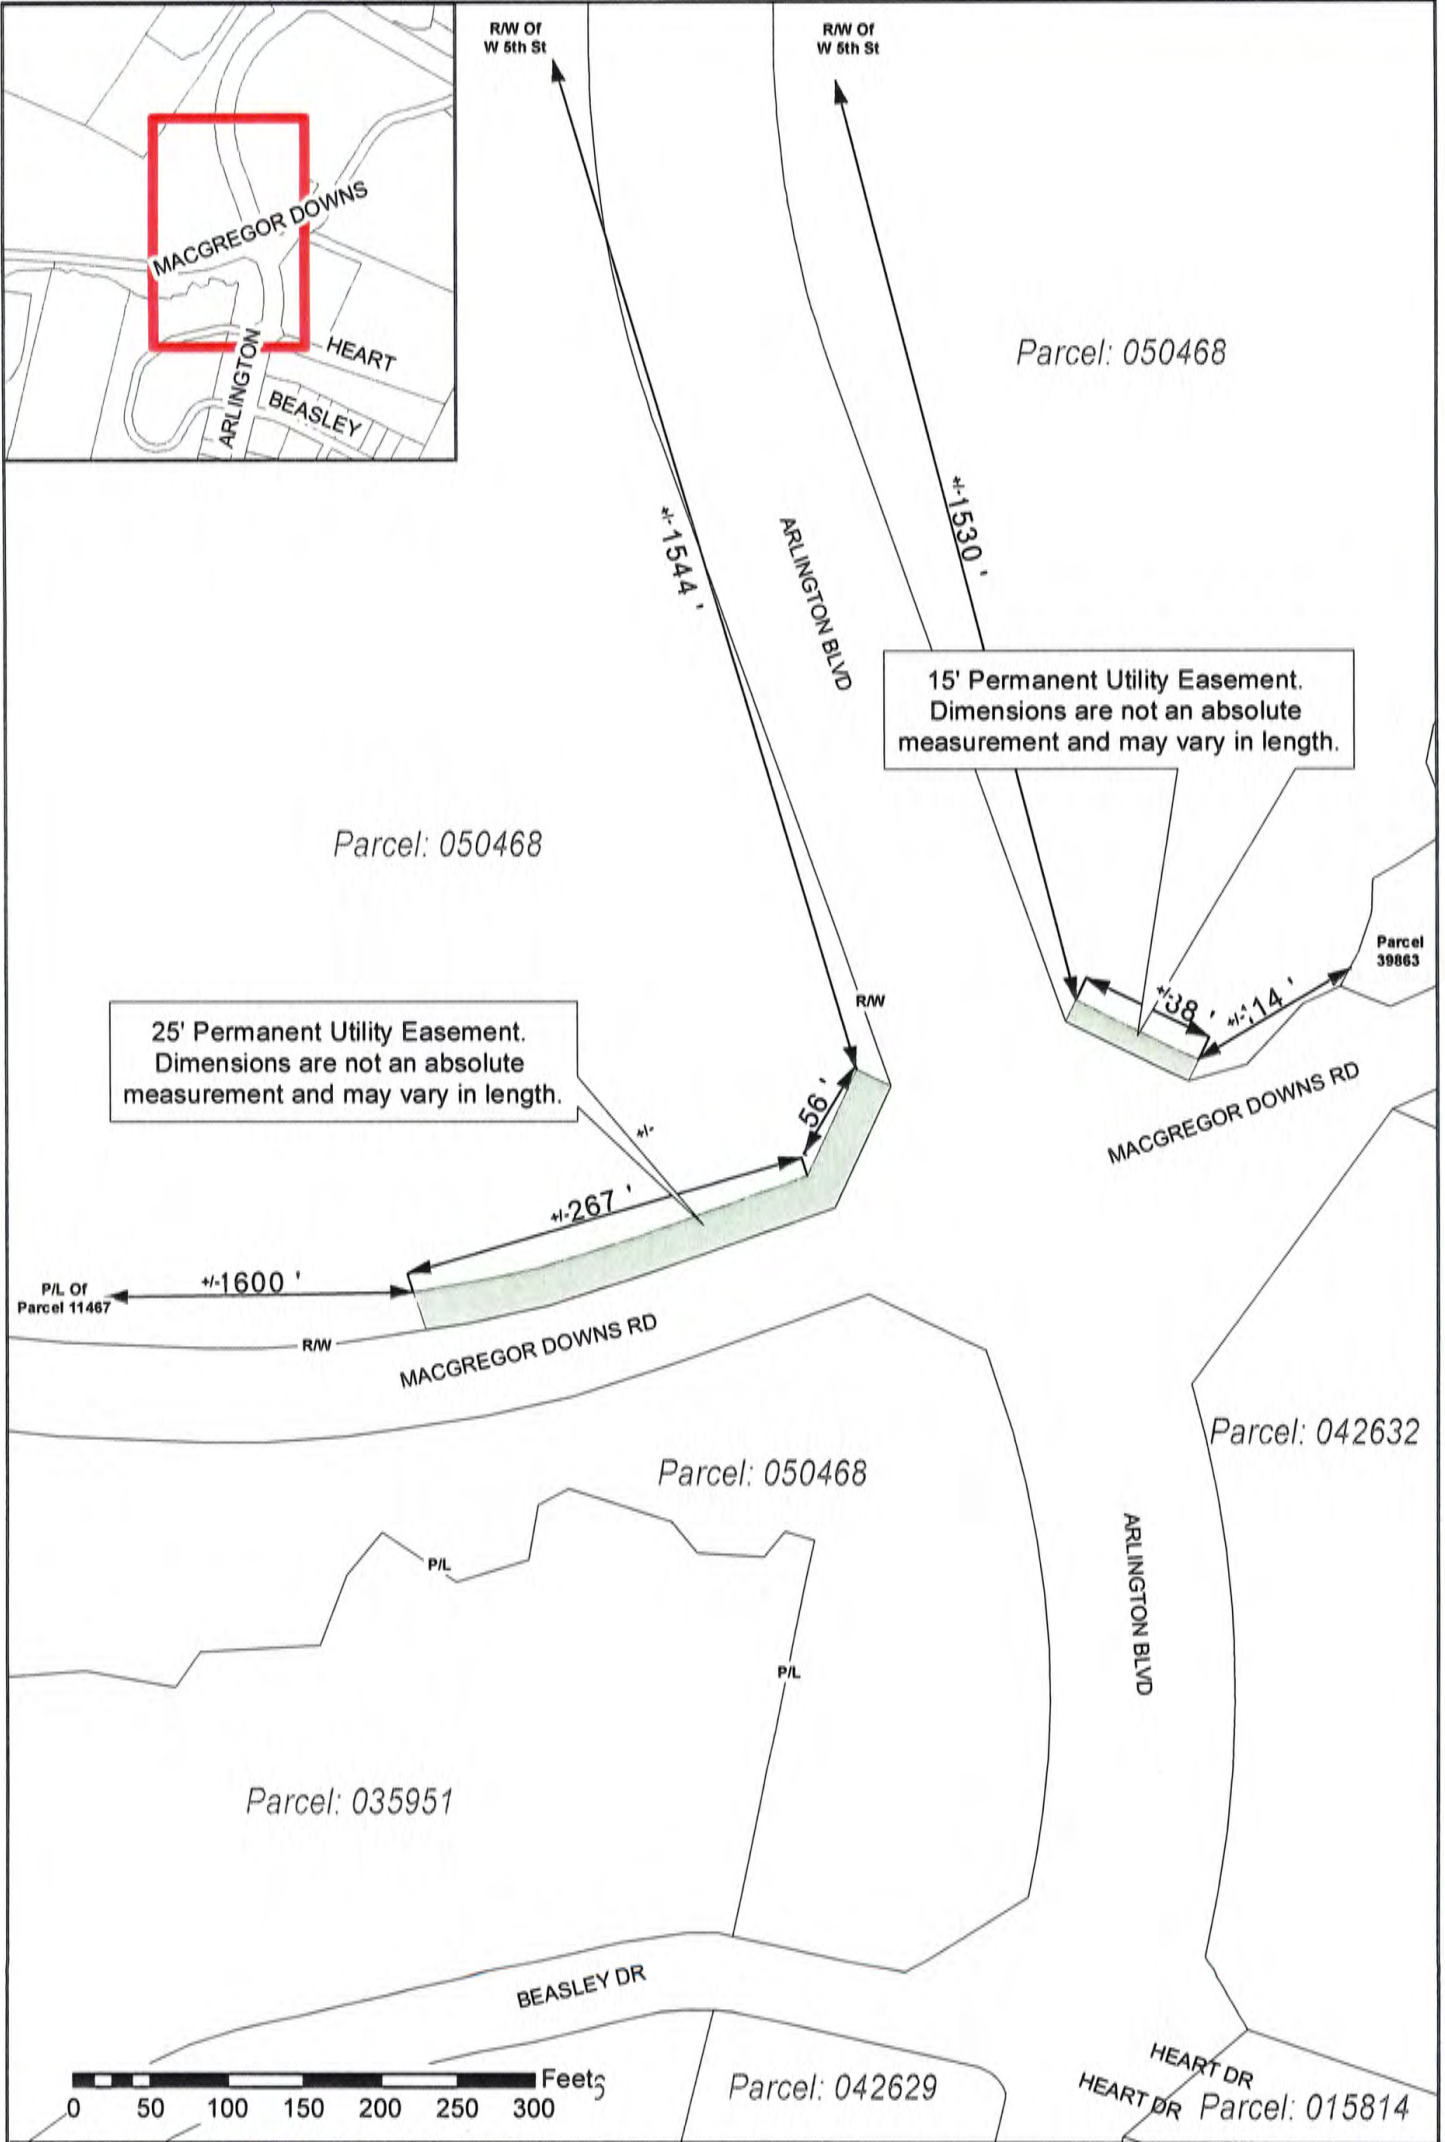 R/W Of
W 5th St
R/W Of
W 5th St
MACGREGOR DOWNS
HEART
ARLINGTON
BEASLEY
Parcel: 050468
+/-1544 '
+/-1530 '
ARLINGTON BLVD
15' Permanent Utility Easement.
Dimensions are not an absolute
measurement and may vary in length.
Parcel: 050468
Parcel
39863
R/W
+/-
38 '
+/-
14 '
25' Permanent Utility Easement.
Dimensions are not an absolute
measurement and may vary in length.
56 '
+/-
MACGREGOR DOWNS RD
+/-267 '
P/L Of
Parcel 11467
+/-1600 '
R/W
MACGREGOR DOWNS RD
Parcel: 042632
Parcel: 050468
P/L
ARLINGTON BLVD
P/L
Parcel: 035951
BEASLEY DR
HEART DR
HEART DR
Parcel: 042629
Parcel: 015814
Feet
0 50 100 150 200 250 300